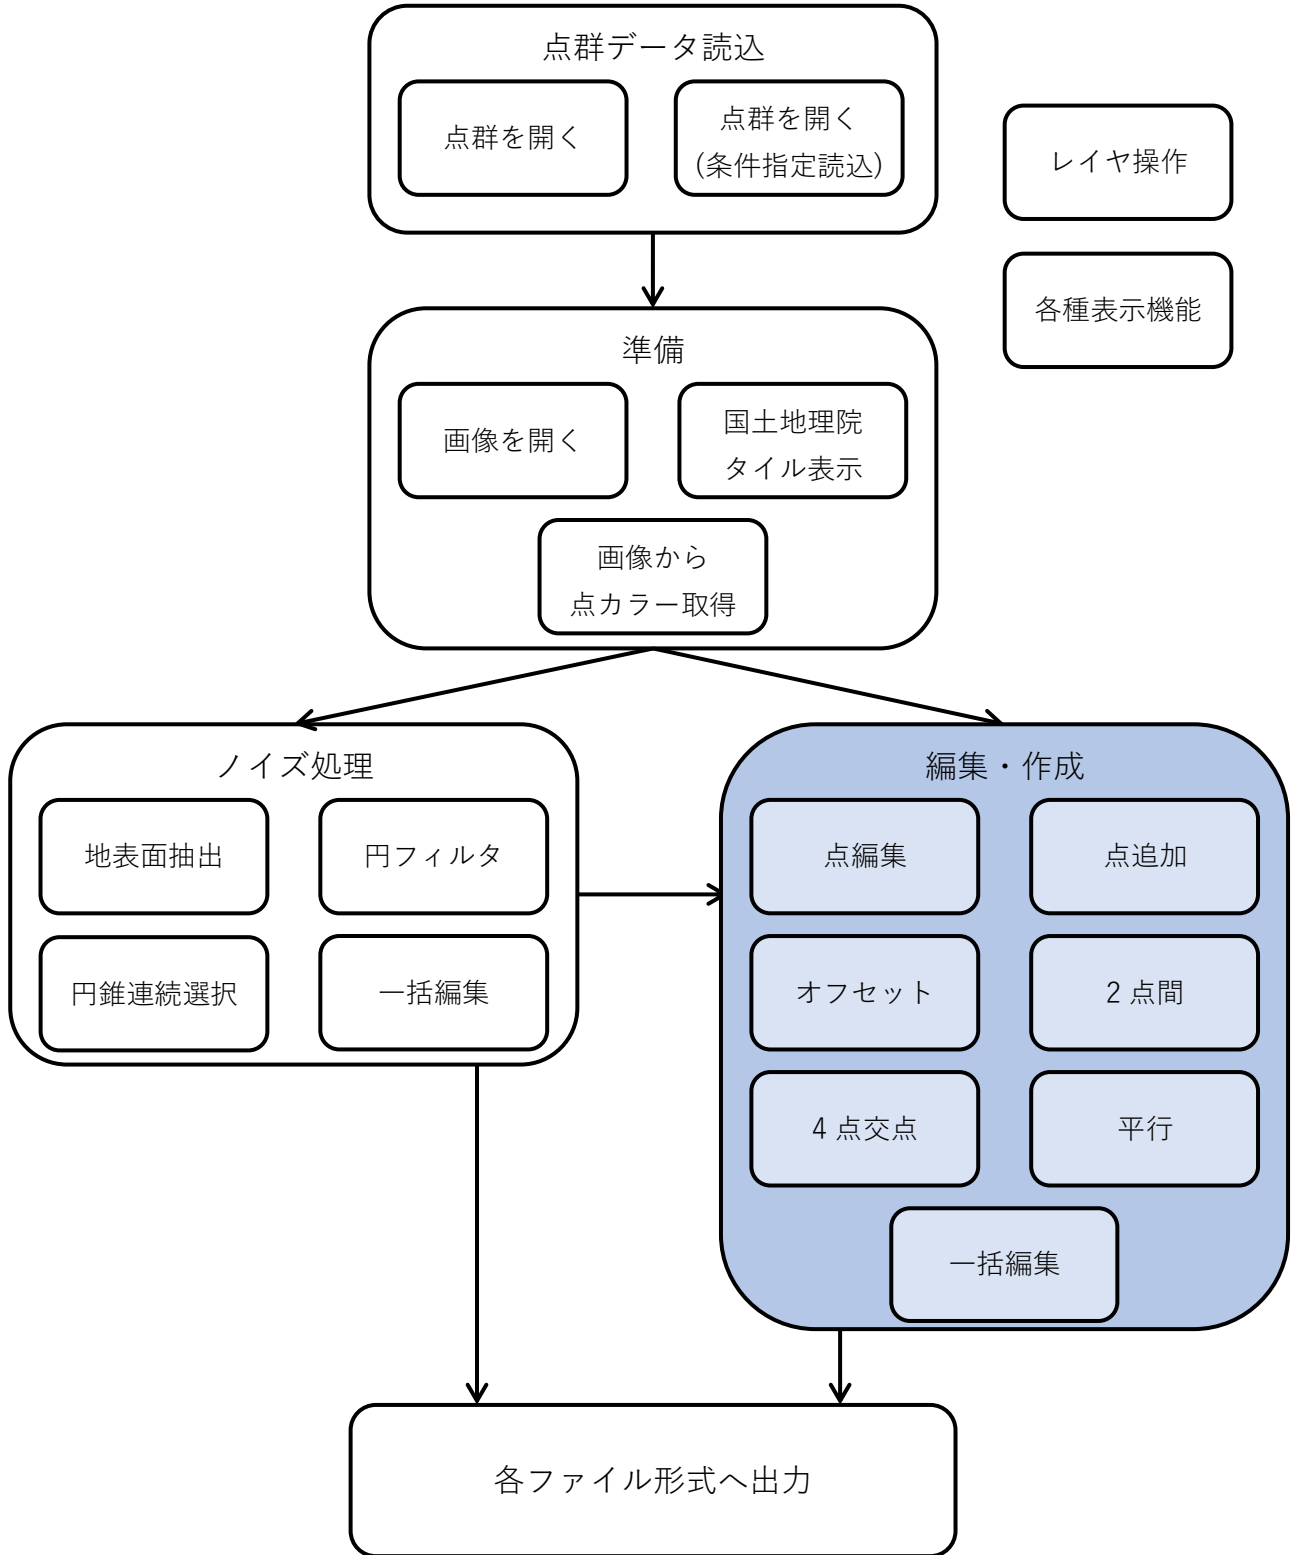 点群データ読込
点群を開く
点群を開く
(条件指定読込)
レイヤ操作
各種表示機能
準備
画像を開く
国土地理院
タイル表示
画像から
点カラー取得
ノイズ処理
地表面抽出
円フィルタ
円錐連続選択
一括編集
編集・作成
点編集
点追加
オフセット
2 点間
4 点交点
平行
一括編集
各ファイル形式へ出力